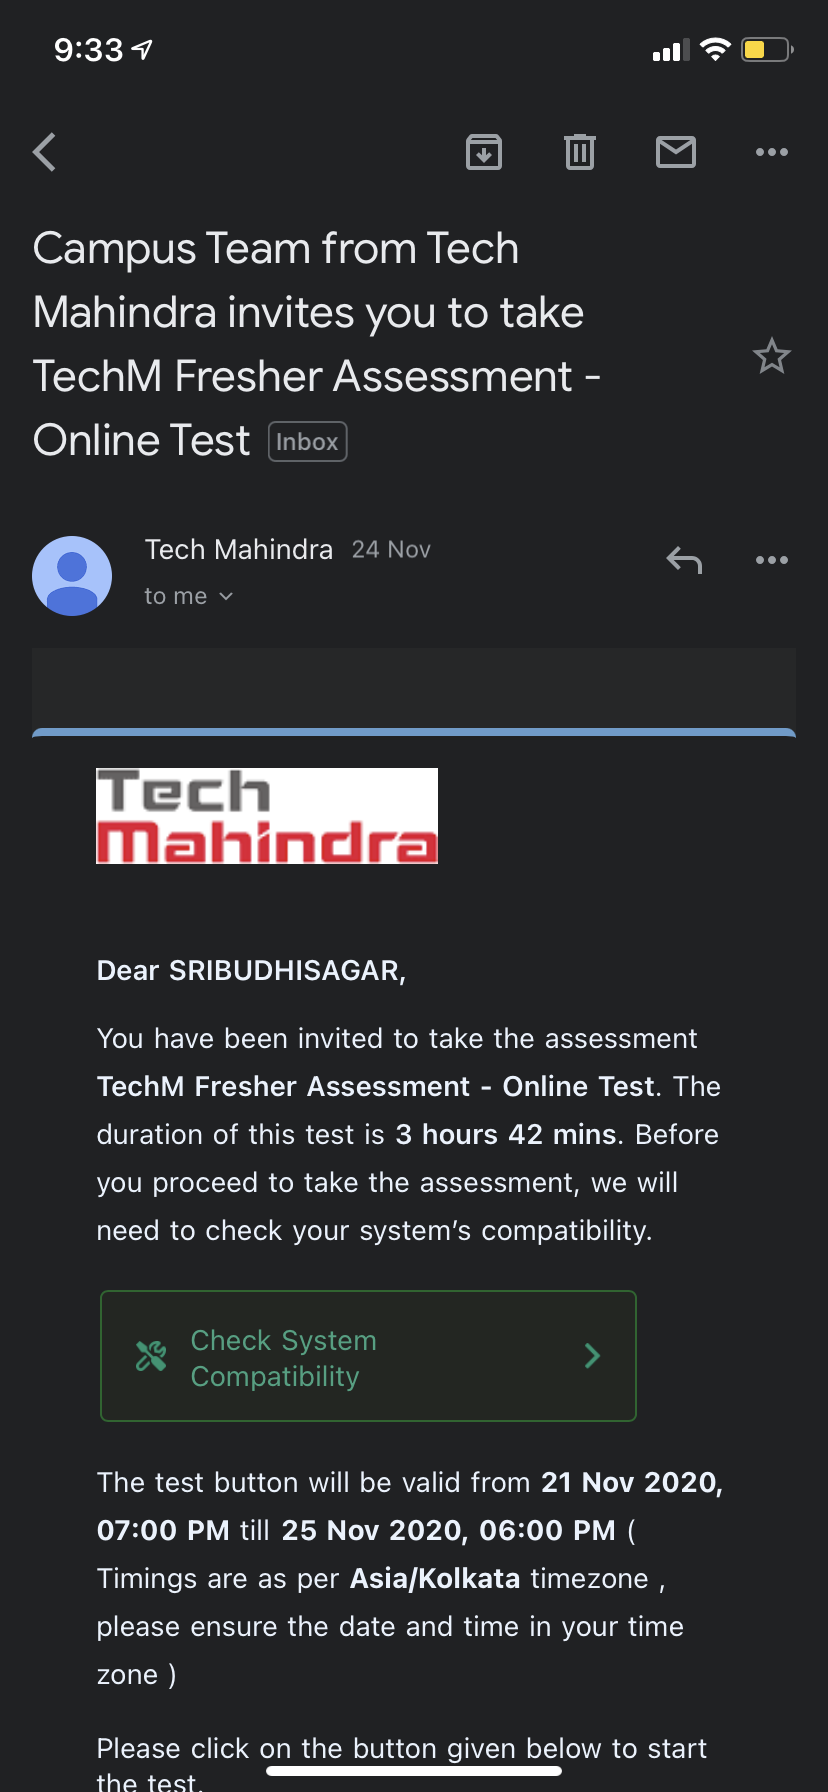 9:33
Campus Team from Tech
Mahindra invites you to take
TechM Fresher Assessment -
Online Test Inbox
Tech Mahindra 24 Nov
to me
Tech
Mahindra
Dear SRIBUDHISAGAR,
You have been invited to take the assessment
TechM Fresher Assessment - Online Test. The
duration of this test is 3 hours 42 mins. Before
you proceed to take the assessment, we will
need to check your system’s compatibility.
Check System
Compatibility
The test button will be valid from 21 Nov 2020,
07:00 PM till 25 Nov 2020, 06:00 PM (
Timings are as per Asia/Kolkata timezone ,
please ensure the date and time in your time
zone )
Please click on the button given below to start
the test.